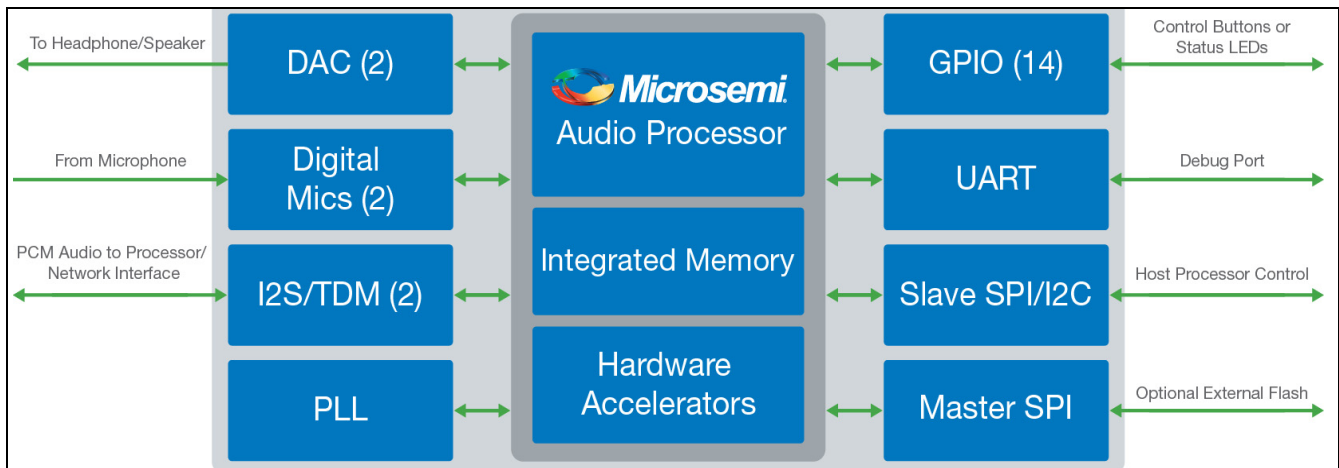 To Headphone/Speaker
DAC (2)
From Microphone
Digital
Mics (2)
PCM Audio to Processor/
Network Interface
I2S/TDM (2)
PLL
Microsemi.
Audio Processor
Integrated Memory
Hardware
Accelerators
GPIO (14)
Control Buttons or
Status LEDs
UART
Debug Port
Slave SPI/I2C
Host Processor Control
Master SPI
Optional External Flash